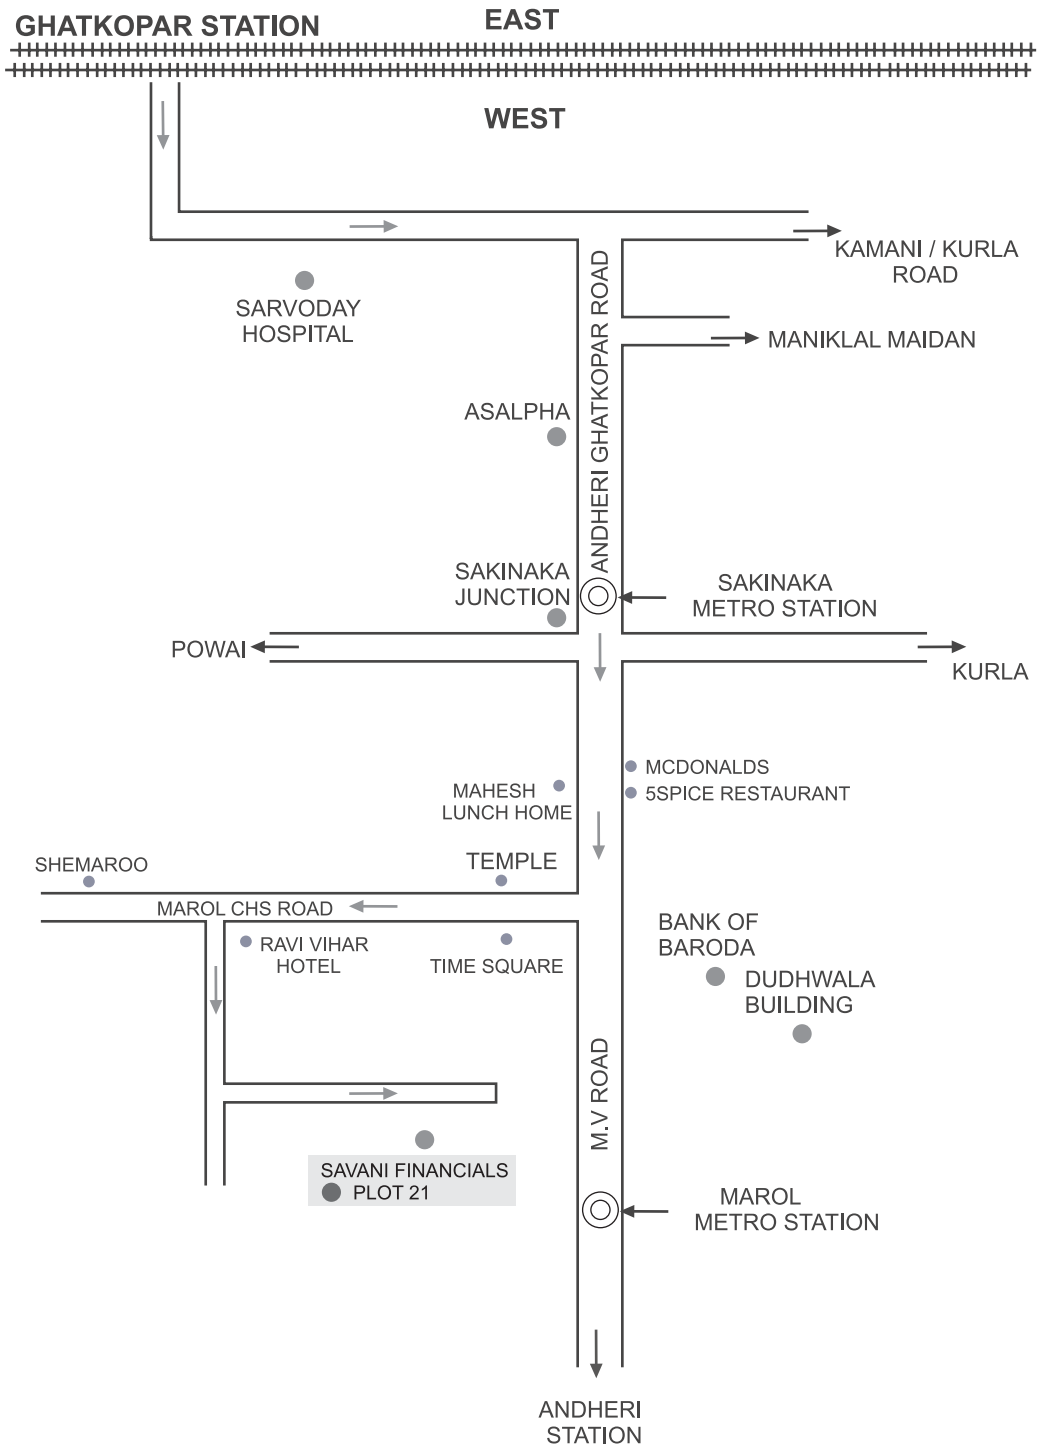 GHATKOPAR STATION
EAST
WEST
KAMANI / KURLA
ROAD
SARVODAY
HOSPITAL
MANIKLAL MAIDAN
ANDHERI GHATKOPAR ROAD
ASALPHA
SAKINAKA
JUNCTION
SAKINAKA
METRO STATION
POWAI
KURLA
MCDONALDS
5SPICE RESTAURANT
MAHESH
LUNCH HOME
SHEMAROO
TEMPLE
MAROL CHS ROAD
RAVI VIHAR
HOTEL
TIME SQUARE
BANK OF
BARODA
DUDHWALA
BUILDING
M.V ROAD
SAVANI FINANCIALS
PLOT 21
MAROL
METRO STATION
ANDHERI
STATION